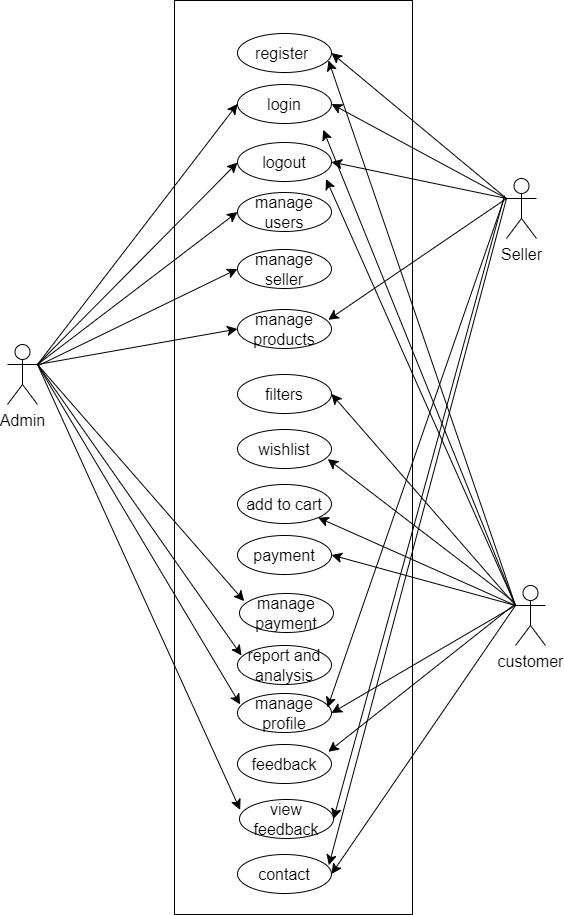 register
login
logout
manage
users
Seller
manage
seller
manage
products
Admin
filters
wishlist
add to cart
payment
manage
payment
customer
report and
analysis
manage
profile
feedback
view
feedback
contact